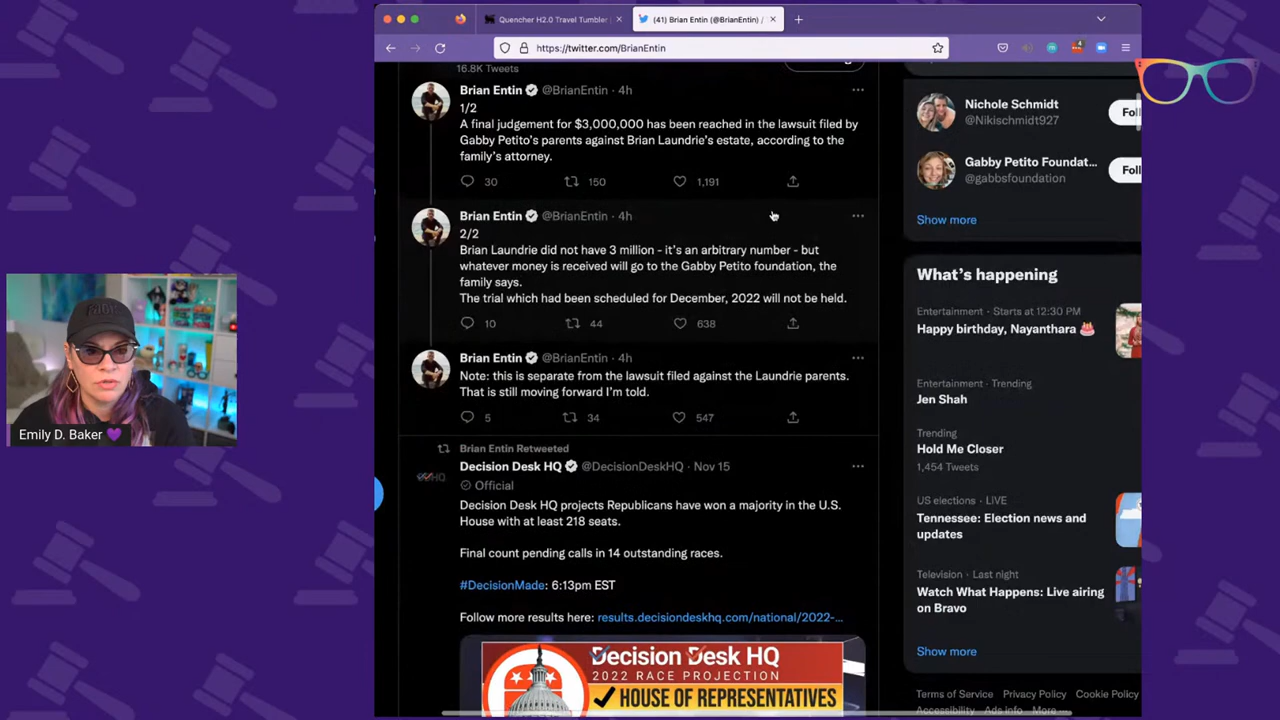 Quencher H2.0 Travel Tumbler
(41) Brian Entin (@BrianEntin) /
https://twitter.com/BrianEntin
16.8K Tweets
Brian Entin @BrianEntin · 4h
1/2
A final judgement for $3,000,000 has been reached in the lawsuit filed by
Gabby Petito's parents against Brian Laundrie's estate, according to the
family's attorney.
30 150 1,191
Brian Entin @BrianEntin · 4h
2/2
Brian Laundrie did not have 3 million - it's an arbitrary number - but
whatever money is received will go to the Gabby Petito foundation, the
family says.
The trial which had been scheduled for December, 2022 will not be held.
10 44 638
Brian Entin @BrianEntin · 4h
Note: this is separate from the lawsuit filed against the Laundrie parents.
That is still moving forward I'm told.
5 34 547
Brian Entin Retweeted
Decision Desk HQ @DecisionDeskHQ · Nov 15
Official
Decision Desk HQ projects Republicans have won a majority in the U.S.
House with at least 218 seats.
Final count pending calls in 14 outstanding races.
#DecisionMade: 6:13pm EST
Follow more results here: results.decisiondeskhq.com/national/2022-...
Decision Desk HQ
2022 RACE PROJECTION
HOUSE OF REPRESENTATIVES
Nichole Schmidt
@Nikischmidt927
Fol
Gabby Petito Foundat...
@gabbsfoundation
Foll
Show more
What's happening
Entertainment · Starts at 12:30 PM
Happy birthday, Nayanthara
Entertainment · Trending
Jen Shah
Trending
Hold Me Closer
1,454 Tweets
US elections · LIVE
Tennessee: Election news and
updates
Television · Last night
Watch What Happens: Live airing
on Bravo
Show more
Terms of Service Privacy Policy Cookie Policy
Accessibility Ads info More
Emily D. Baker